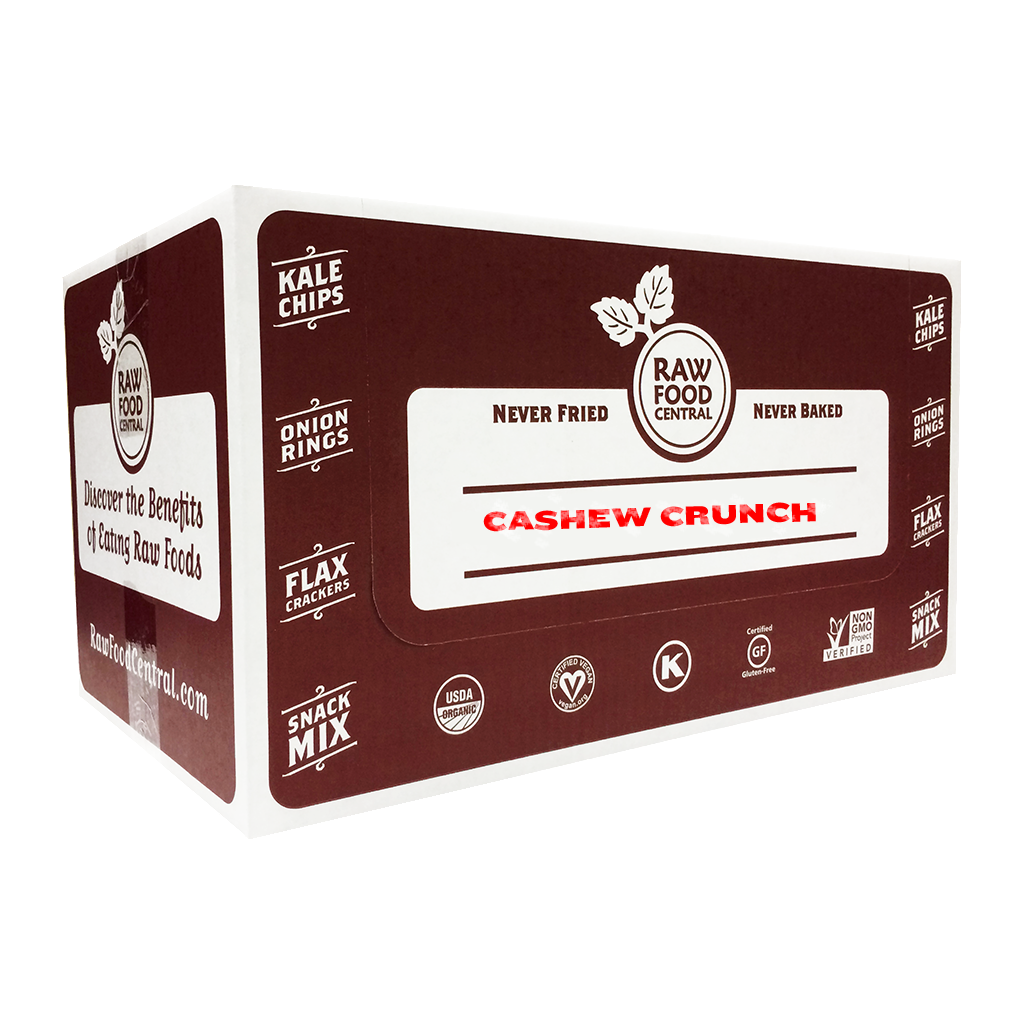 RAW
FOOD
CENTRAL
Discover the Benefits
of Eating Raw Foods
RawFoodCentral.com
KALE
CHIPS
ONION
RINGS
FLAX
CRACKERS
SNACK
MIX
RAW
FOOD
CENTRAL
NEVER FRIED
NEVER BAKED
CASHEW CRUNCH
USDA
ORGANIC
CERTIFIED VEGAN
vegan.org
K
Certified
GF
Gluten-Free
NON
GMO
Project
VERIFIED
KALE
CHIPS
ONION
RINGS
FLAX
CRACKERS
SNACK
MIX